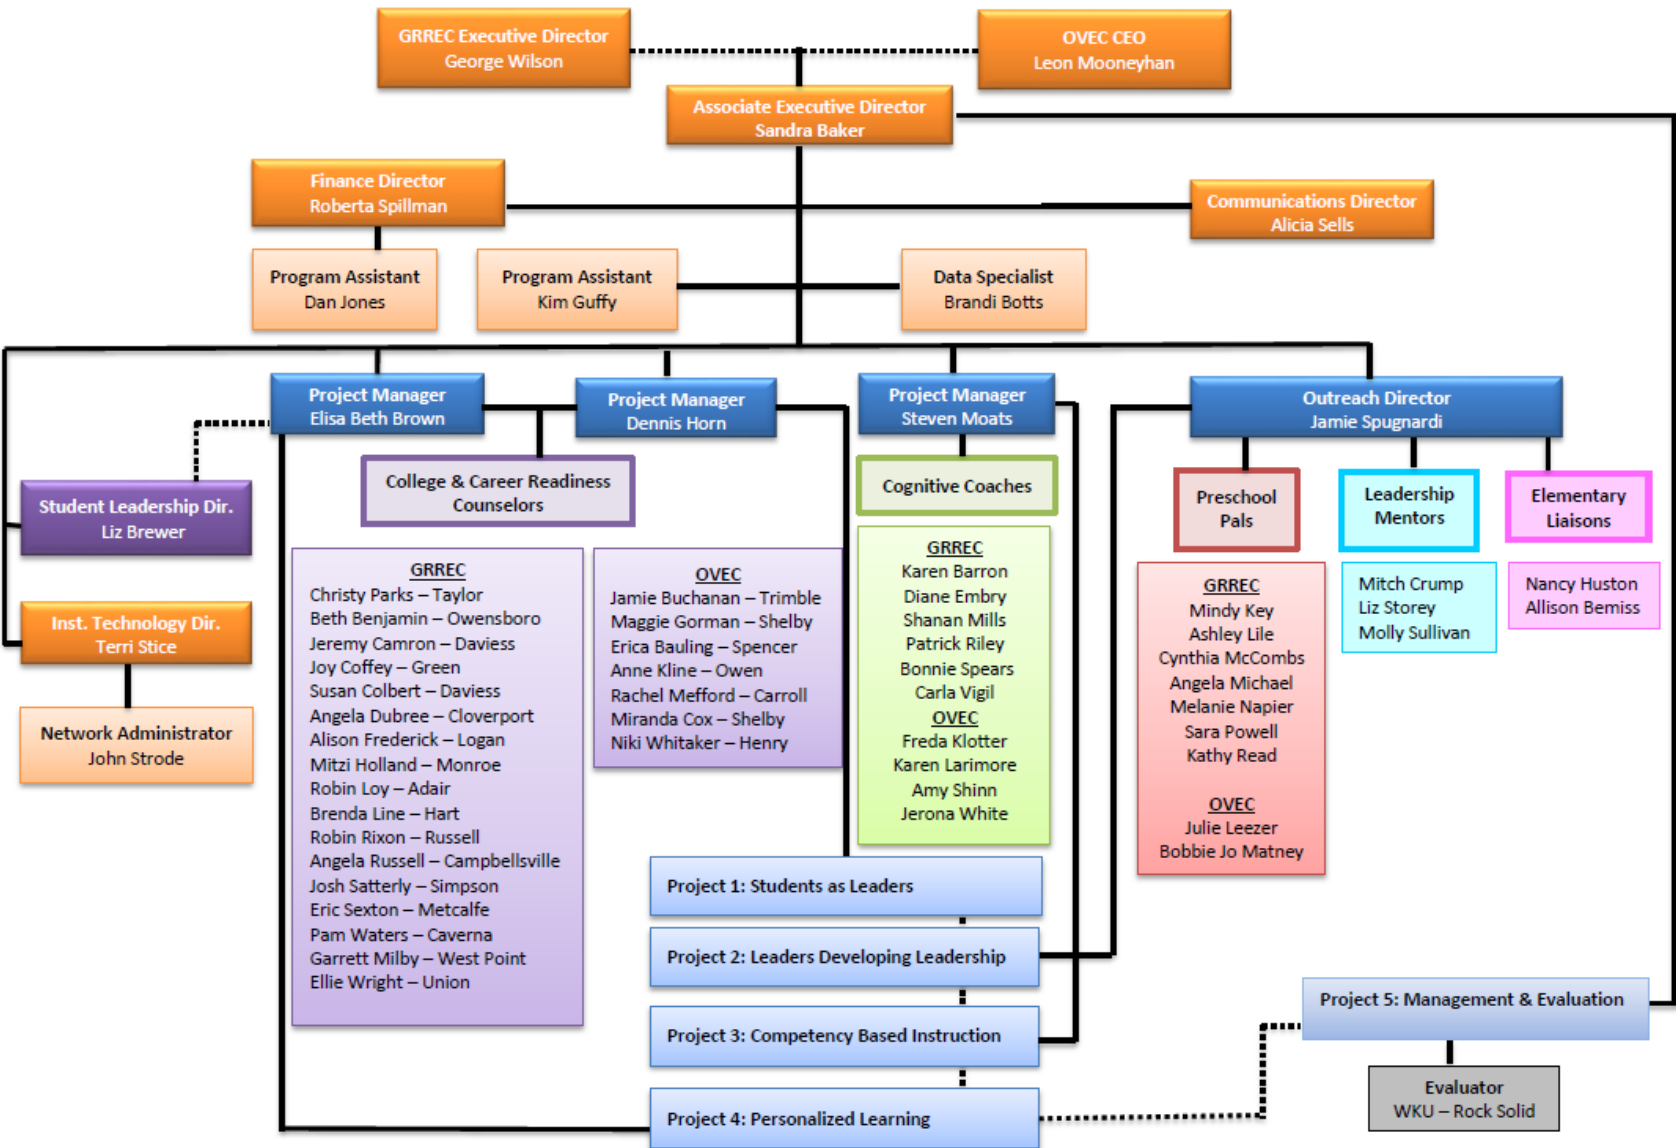 GRREC Executive Director
George Wilson
OVEC CEO
Leon Mooneyhan
Associate Executive Director
Sandra Baker
Finance Director
Roberta Spillman
Communications Director
Alicia Sells
Program Assistant
Dan Jones
Program Assistant
Kim Guffy
Data Specialist
Brandi Botts
Project Manager
Elisa Beth Brown
Project Manager
Dennis Horn
Project Manager
Steven Moats
Outreach Director
Jamie Spugnardi
Student Leadership Dir.
Liz Brewer
Inst. Technology Dir.
Terri Stice
Network Administrator
John Strode
College & Career Readiness
Counselors
GRREC
Christy Parks – Taylor
Beth Benjamin – Owensboro
Jeremy Camron – Daviess
Joy Coffey – Green
Susan Colbert – Daviess
Angela Dubree – Cloverport
Alison Frederick – Logan
Mitzi Holland – Monroe
Robin Loy – Adair
Brenda Line – Hart
Robin Rixon – Russell
Angela Russell – Campbellsville
Josh Satterly – Simpson
Eric Sexton – Metcalfe
Pam Waters – Caverna
Garrett Milby – West Point
Ellie Wright – Union
OVEC
Jamie Buchanan – Trimble
Maggie Gorman – Shelby
Erica Bauling – Spencer
Anne Kline – Owen
Rachel Mefford – Carroll
Miranda Cox – Shelby
Niki Whitaker – Henry
Cognitive Coaches
GRREC
Karen Barron
Diane Embry
Shanan Mills
Patrick Riley
Bonnie Spears
Carla Vigil
OVEC
Freda Klotter
Karen Larimore
Amy Shinn
Jerona White
Preschool
Pals
GRREC
Mindy Key
Ashley Lile
Cynthia McCombs
Angela Michael
Melanie Napier
Sara Powell
Kathy Read
OVEC
Julie Leezer
Bobbie Jo Matney
Leadership
Mentors
Mitch Crump
Liz Storey
Molly Sullivan
Elementary
Liaisons
Nancy Huston
Allison Bemiss
Project 1: Students as Leaders
Project 2: Leaders Developing Leadership
Project 3: Competency Based Instruction
Project 4: Personalized Learning
Project 5: Management & Evaluation
Evaluator
WKU – Rock Solid